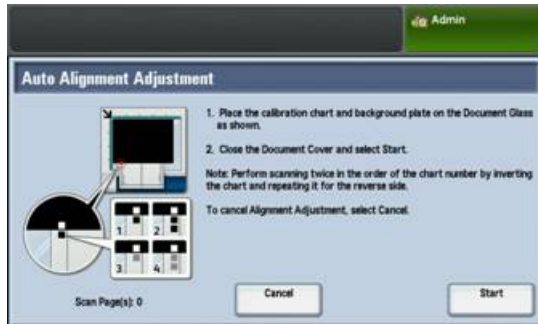 Admin
Auto Alignment Adjustment
1. Place the calibration chart and background plate on the Document Glass
as shown.
2. Close the Document Cover and select Start.
Note: Perform scanning twice in the order of the chart number by inverting
the chart and repeating it for the reverse side.
To cancel Alignment Adjustment, select Cancel.
1 2
3 4
Scan Page(s): 0
Cancel
Start